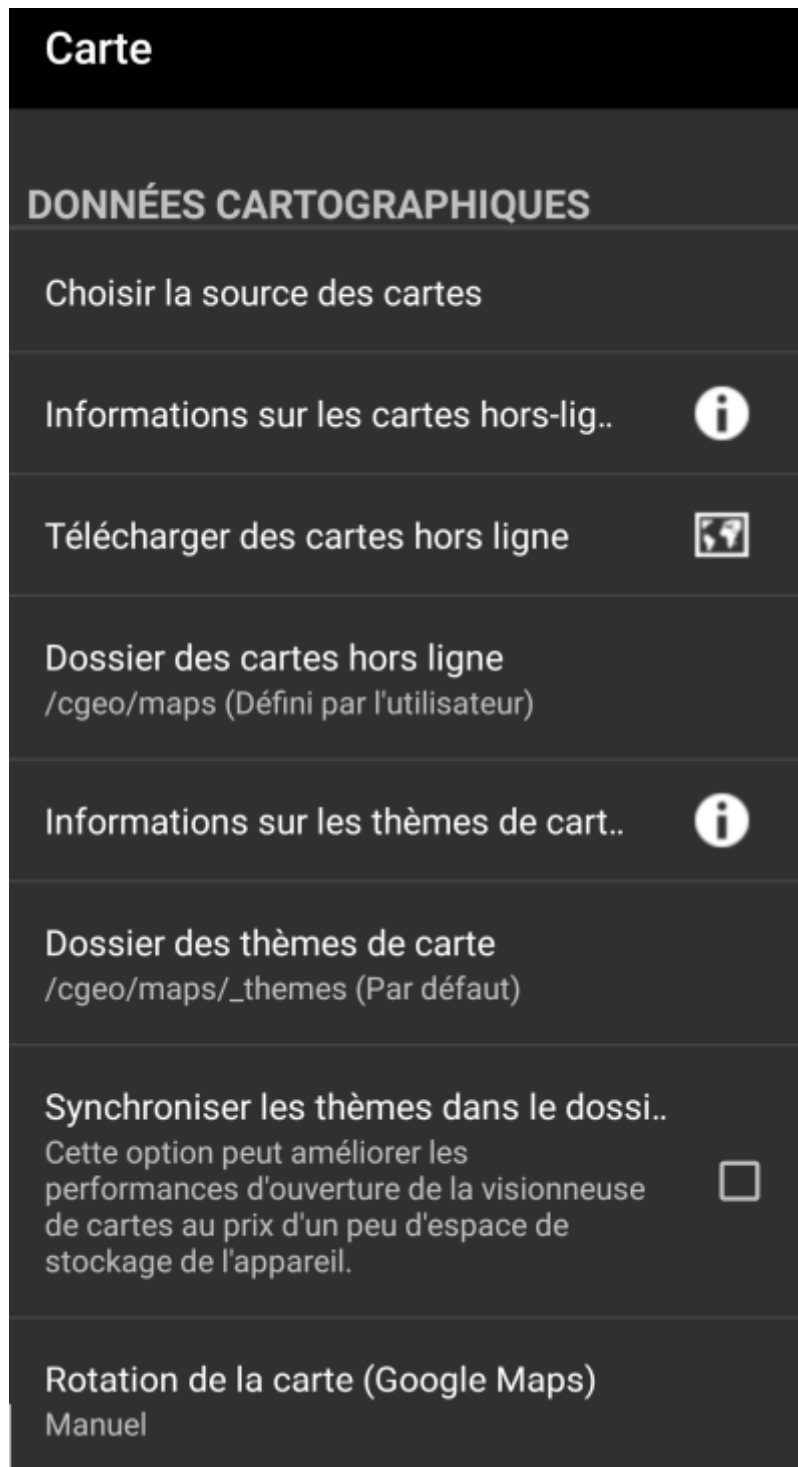 Carte
DONNÉES CARTOGRAPHIQUES
Choisir la source des cartes
Informations sur les cartes hors-lig..
Télécharger des cartes hors ligne
Dossier des cartes hors ligne
/cgeo/maps (Défini par l'utilisateur)
Informations sur les thèmes de cart..
Dossier des thèmes de carte
/cgeo/maps/_themes (Par défaut)
Synchroniser les thèmes dans le dossi..
Cette option peut améliorer les
performances d'ouverture de la visionneuse
de cartes au prix d'un peu d'espace de
stockage de l'appareil.
Rotation de la carte (Google Maps)
Manuel